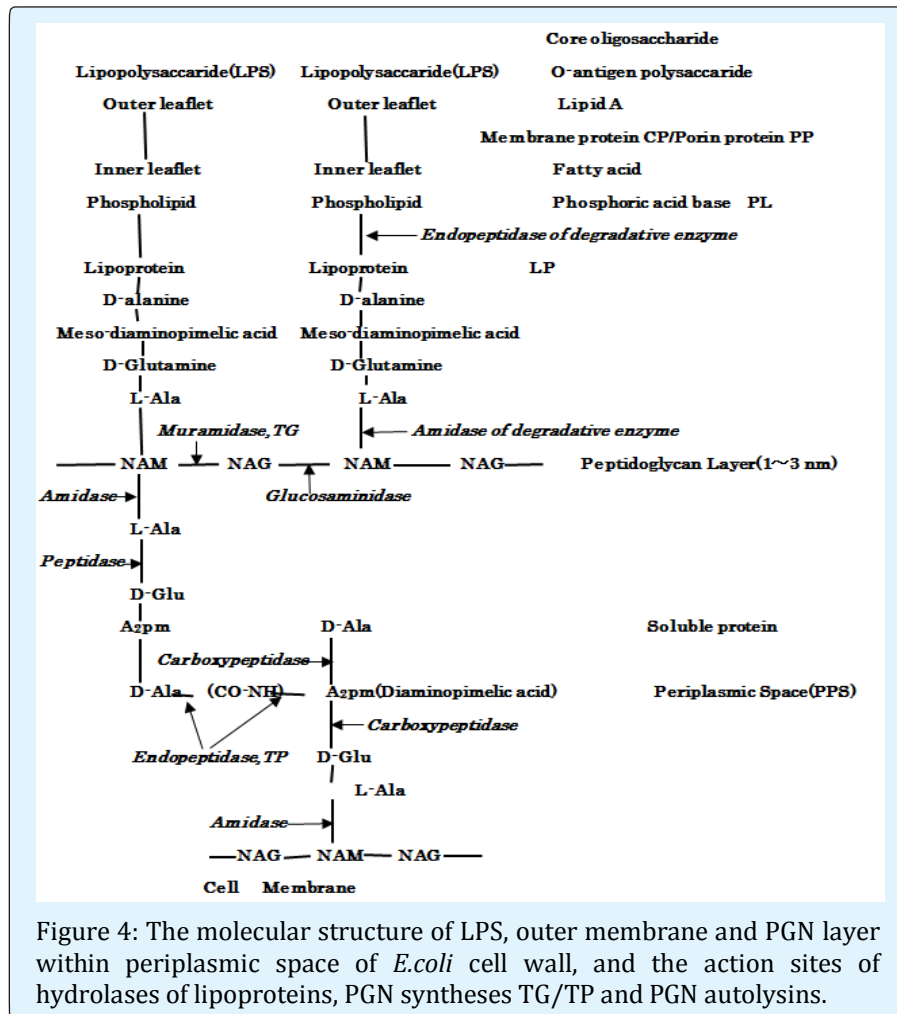 Core oligosaccharide
Lipopolysaccaride(LPS) Lipopolysaccaride(LPS) O-antigen polysaccaride
Outer leaflet Outer leaflet Lipid A
Membrane protein CP/Porin protein PP
Inner leaflet Inner leaflet Fatty acid
Phospholipid Phospholipid Phosphoric acid base PL
Endopeptidase of degradative enzyme
Lipoprotein Lipoprotein LP
D-alanine D-alanine
Meso-diaminopimelic acid Meso-diaminopimelic acid
D-Glutamine D-Glutamine
L-Ala L-Ala
Muramidase,TG Amidase of degradative enzyme
NAM NAG NAM NAG Peptidoglycan Layer(1~3 nm)
Amidase Glucosaminidase
L-Ala
Peptidase
D-Glu
A₂pm D-Ala Soluble protein
Carboxypeptidase
D-Ala (CO-NH) A₂pm(Diaminopimelic acid) Periplasmic Space(PPS)
Carboxypeptidase
Endopeptidase,TP D-Glu
L-Ala
Amidase
NAG NAM NAG
Cell Membrane
Figure 4: The molecular structure of LPS, outer membrane and PGN layer
within periplasmic space of E.coli cell wall, and the action sites of
hydrolases of lipoproteins, PGN syntheses TG/TP and PGN autolysins.